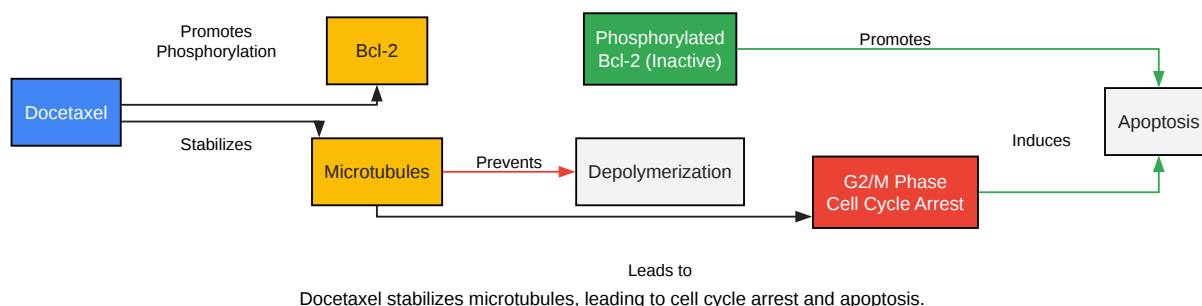 Promotes
Phosphorylation
Bcl-2
Phosphorylated
Bcl-2 (Inactive)
Promotes
Docetaxel
Stabilizes
Microtubules
Prevents
Depolymerization
G2/M Phase
Cell Cycle Arrest
Induces
Apoptosis
Leads to
Docetaxel stabilizes microtubules, leading to cell cycle arrest and apoptosis.